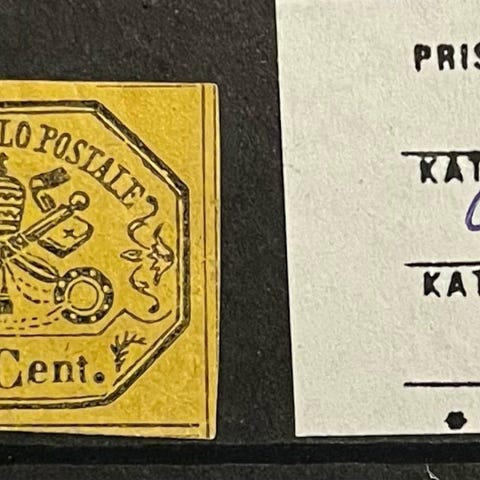 LO POSTALE
Cent.
PRIS
KAT
KAT